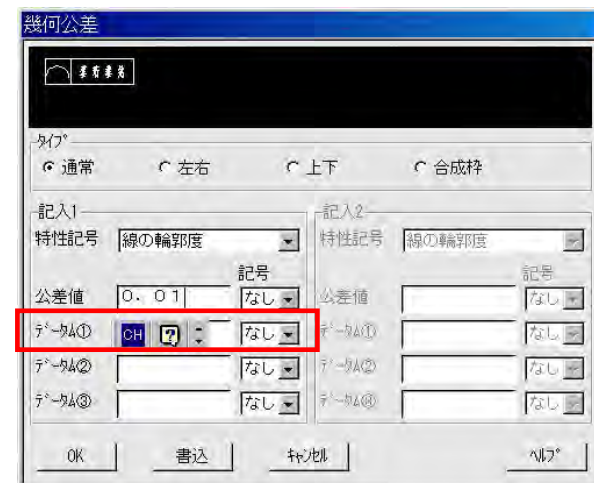 幾何公差
タイプ
通常 左右 上下 合成枠
記入1 記入2
特性記号 線の輪郭度 特性記号 線の輪郭度
記号 記号
公差値 0.01 なし 公差値 なし
データム① CH ? なし データム① なし
データム② なし データム② なし
データム③ なし データム③ なし
OK 書込 キャンセル ヘルプ